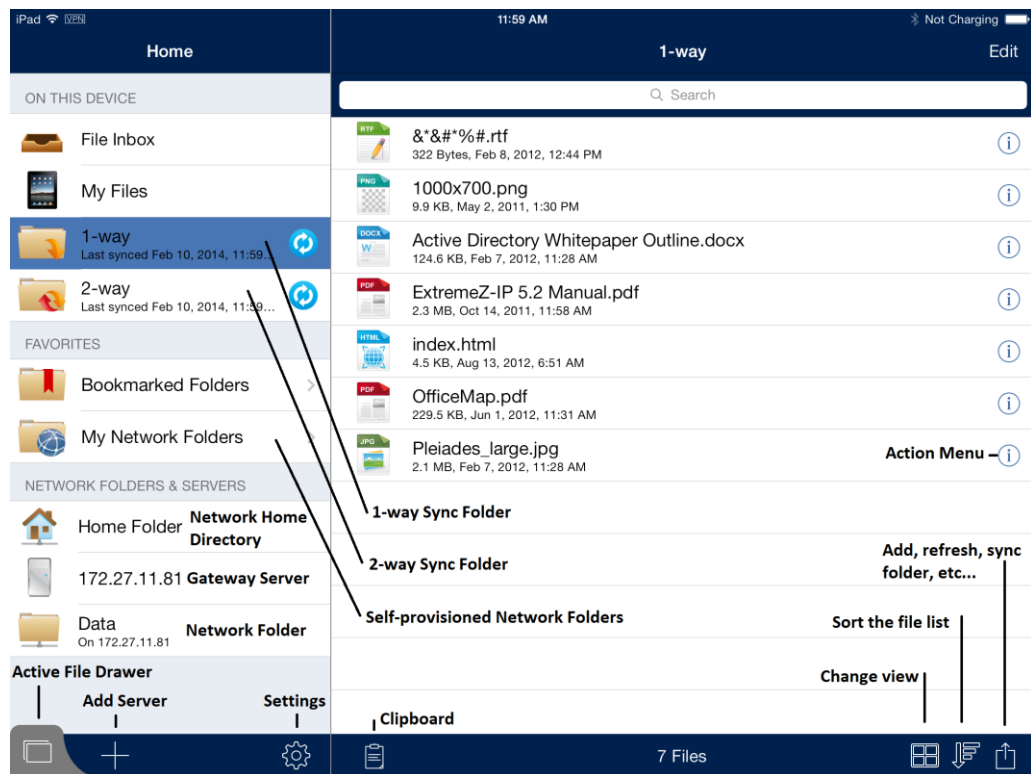 iPad VPN 11:59 AM Not Charging
Home
1-way
Edit
ON THIS DEVICE
Search
File Inbox
My Files
1-way
Last synced Feb 10, 2014, 11:59...
2-way
Last synced Feb 10, 2014, 11:59...
FAVORITES
Bookmarked Folders
My Network Folders
NETWORK FOLDERS & SERVERS
Home Folder Network Home
Directory
172.27.11.81 Gateway Server
Data
On 172.27.11.81
Network Folder
Active File Drawer
Add Server
Settings
RTF
&*&#*%#.rtf
322 Bytes, Feb 8, 2012, 12:44 PM
PNG
1000x700.png
9.9 KB, May 2, 2011, 1:30 PM
DOCX
W
Active Directory Whitepaper Outline.docx
124.6 KB, Feb 7, 2012, 11:28 AM
PDF
ExtremeZ-IP 5.2 Manual.pdf
2.3 MB, Oct 14, 2011, 11:58 AM
HTML
index.html
4.5 KB, Aug 13, 2012, 6:51 AM
PDF
OfficeMap.pdf
229.5 KB, Jun 1, 2012, 11:31 AM
JPG
Pleiades_large.jpg
2.1 MB, Feb 7, 2012, 11:28 AM
Action Menu
1-way Sync Folder
2-way Sync Folder
Add, refresh, sync
folder, etc...
Self-provisioned Network Folders
Sort the file list
Change view
Clipboard
7 Files